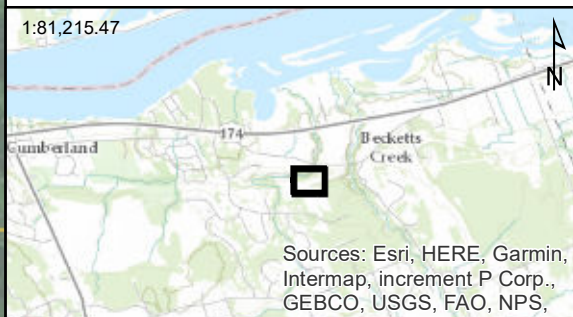 1:81,215.47
N
174
Cumberland
Becketts
Creek
Sources: Esri, HERE, Garmin,
Intermap, increment P Corp.,
GEBCO, USGS, FAO, NPS,